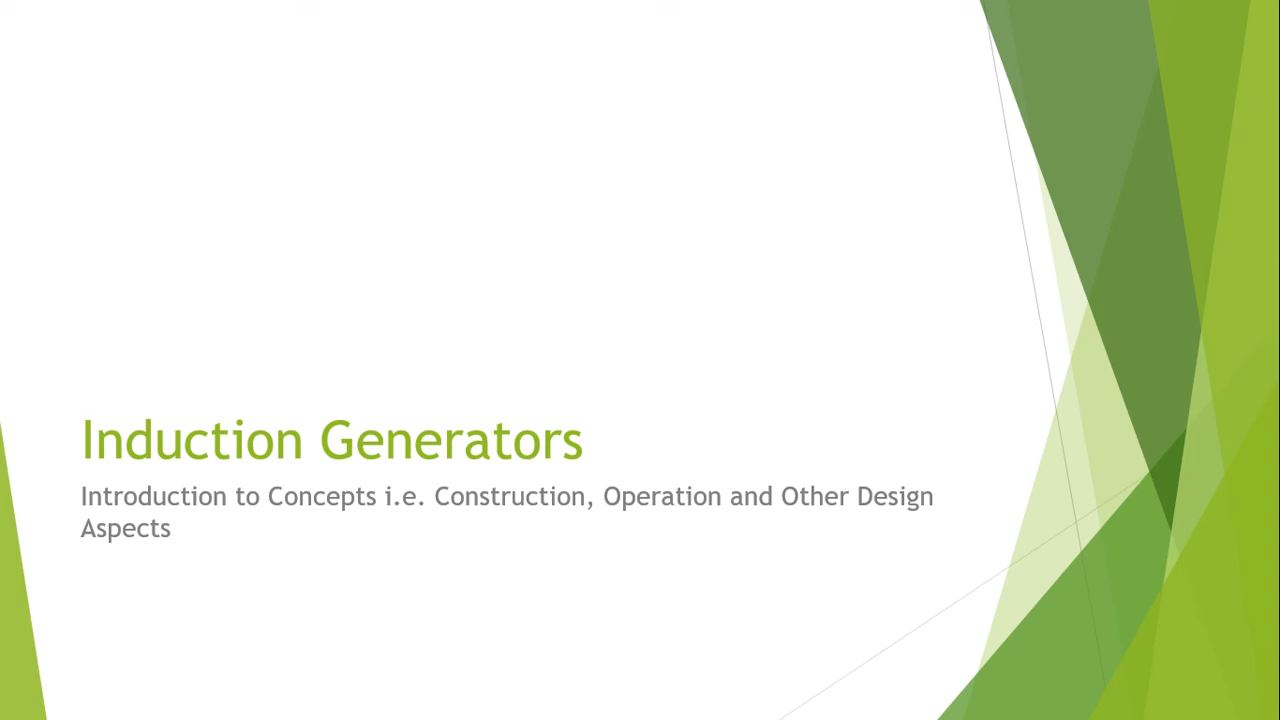 Induction Generators
Introduction to Concepts i.e. Construction, Operation and Other Design
Aspects